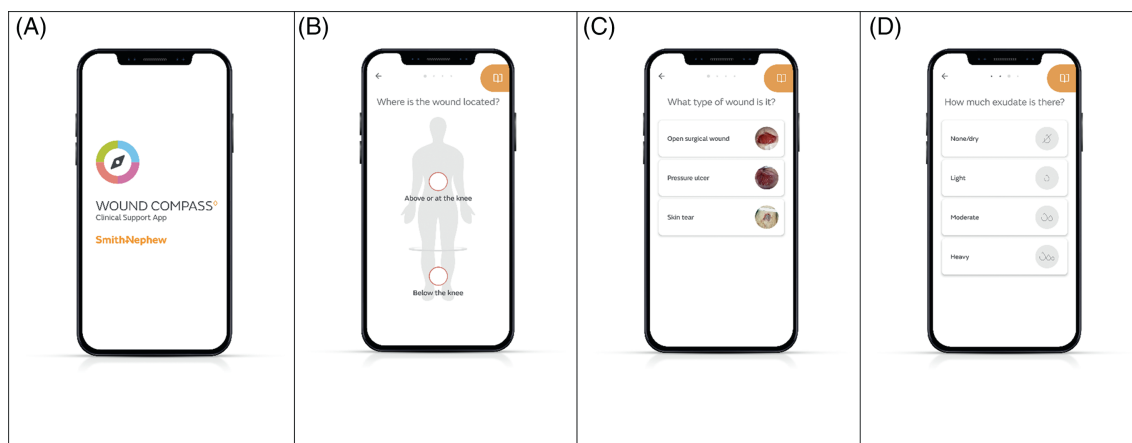 (A)
WOUND COMPASS
Clinical Support App
Smith+Nephew
(B)
Where is the wound located?
Above or at the knee
Below the knee
(C)
What type of wound is it?
Open surgical wound
Pressure ulcer
Skin tear
(D)
How much exudate is there?
None/dry
Light
Moderate
Heavy